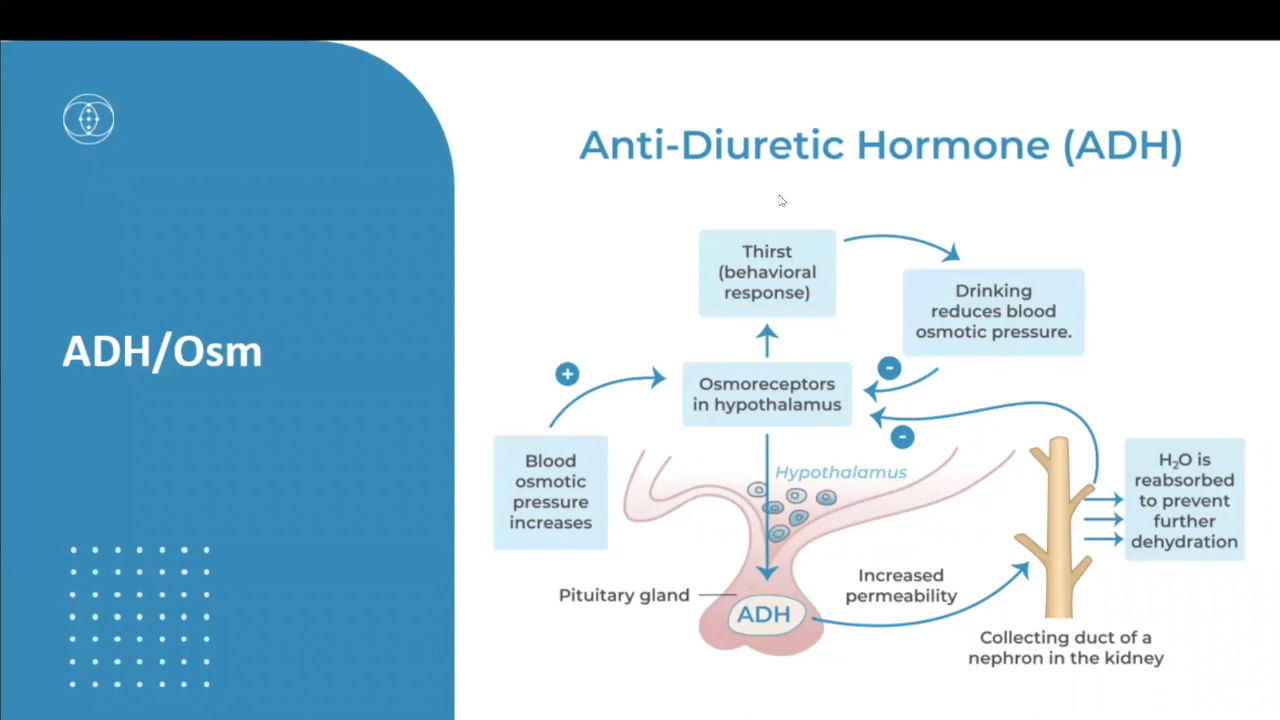 ADH/Osm
Anti-Diuretic Hormone (ADH)
Thirst
(behavioral
response)
Drinking
reduces blood
osmotic pressure.
+
-
Osmoreceptors
in hypothalamus
-
Blood
osmotic
pressure
increases
Hypothalamus
H₂O is
reabsorbed
to prevent
further
dehydration
Pituitary gland
ADH
Increased
permeability
Collecting duct of a
nephron in the kidney